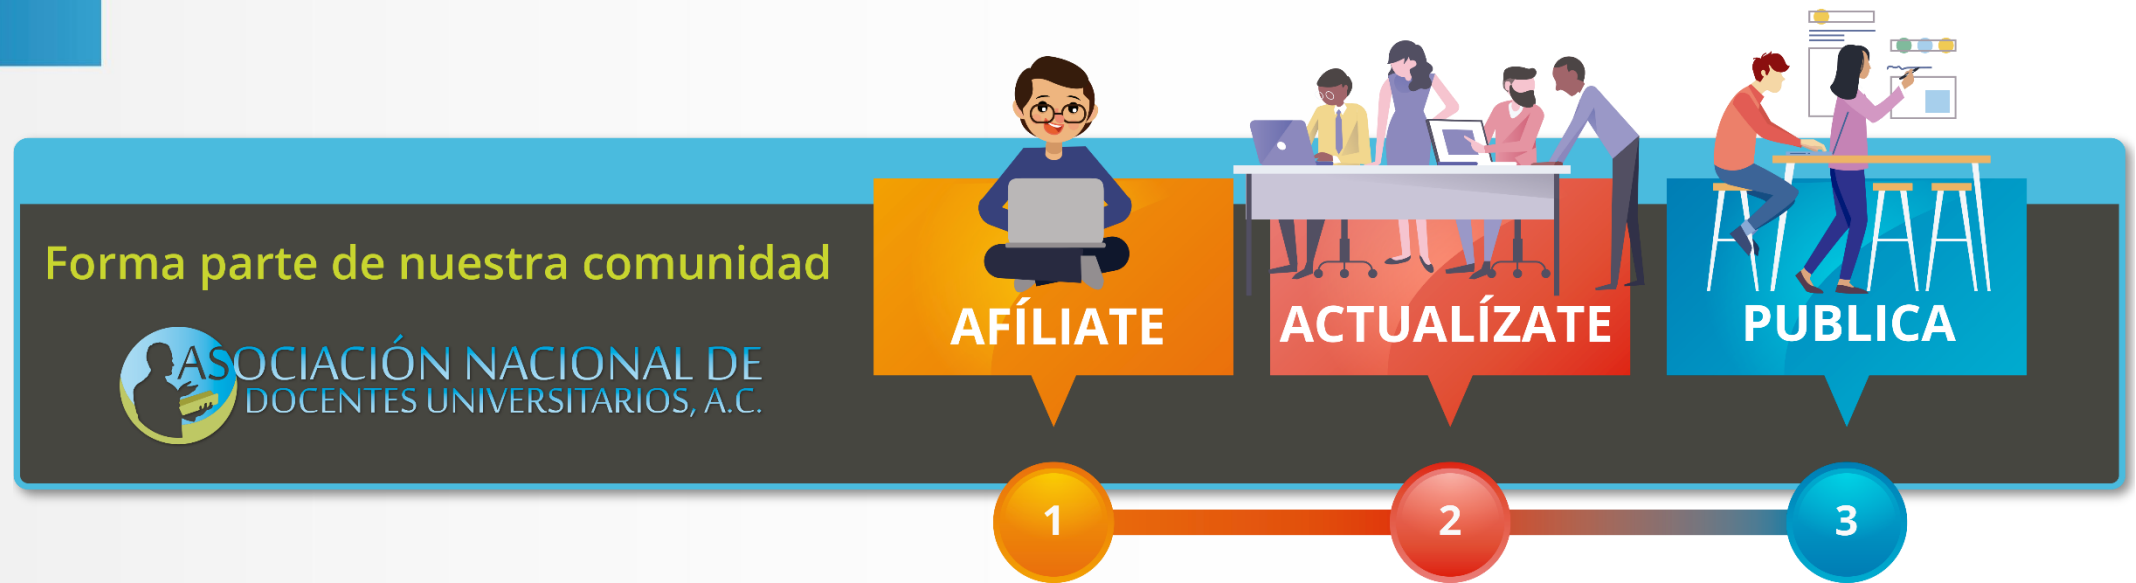 Forma parte de nuestra comunidad
ASOCIACIÓN NACIONAL DE
DOCENTES UNIVERSITARIOS, A.C.
AFÍLIATE
ACTUALÍZATE
PUBLICA
1
2
3